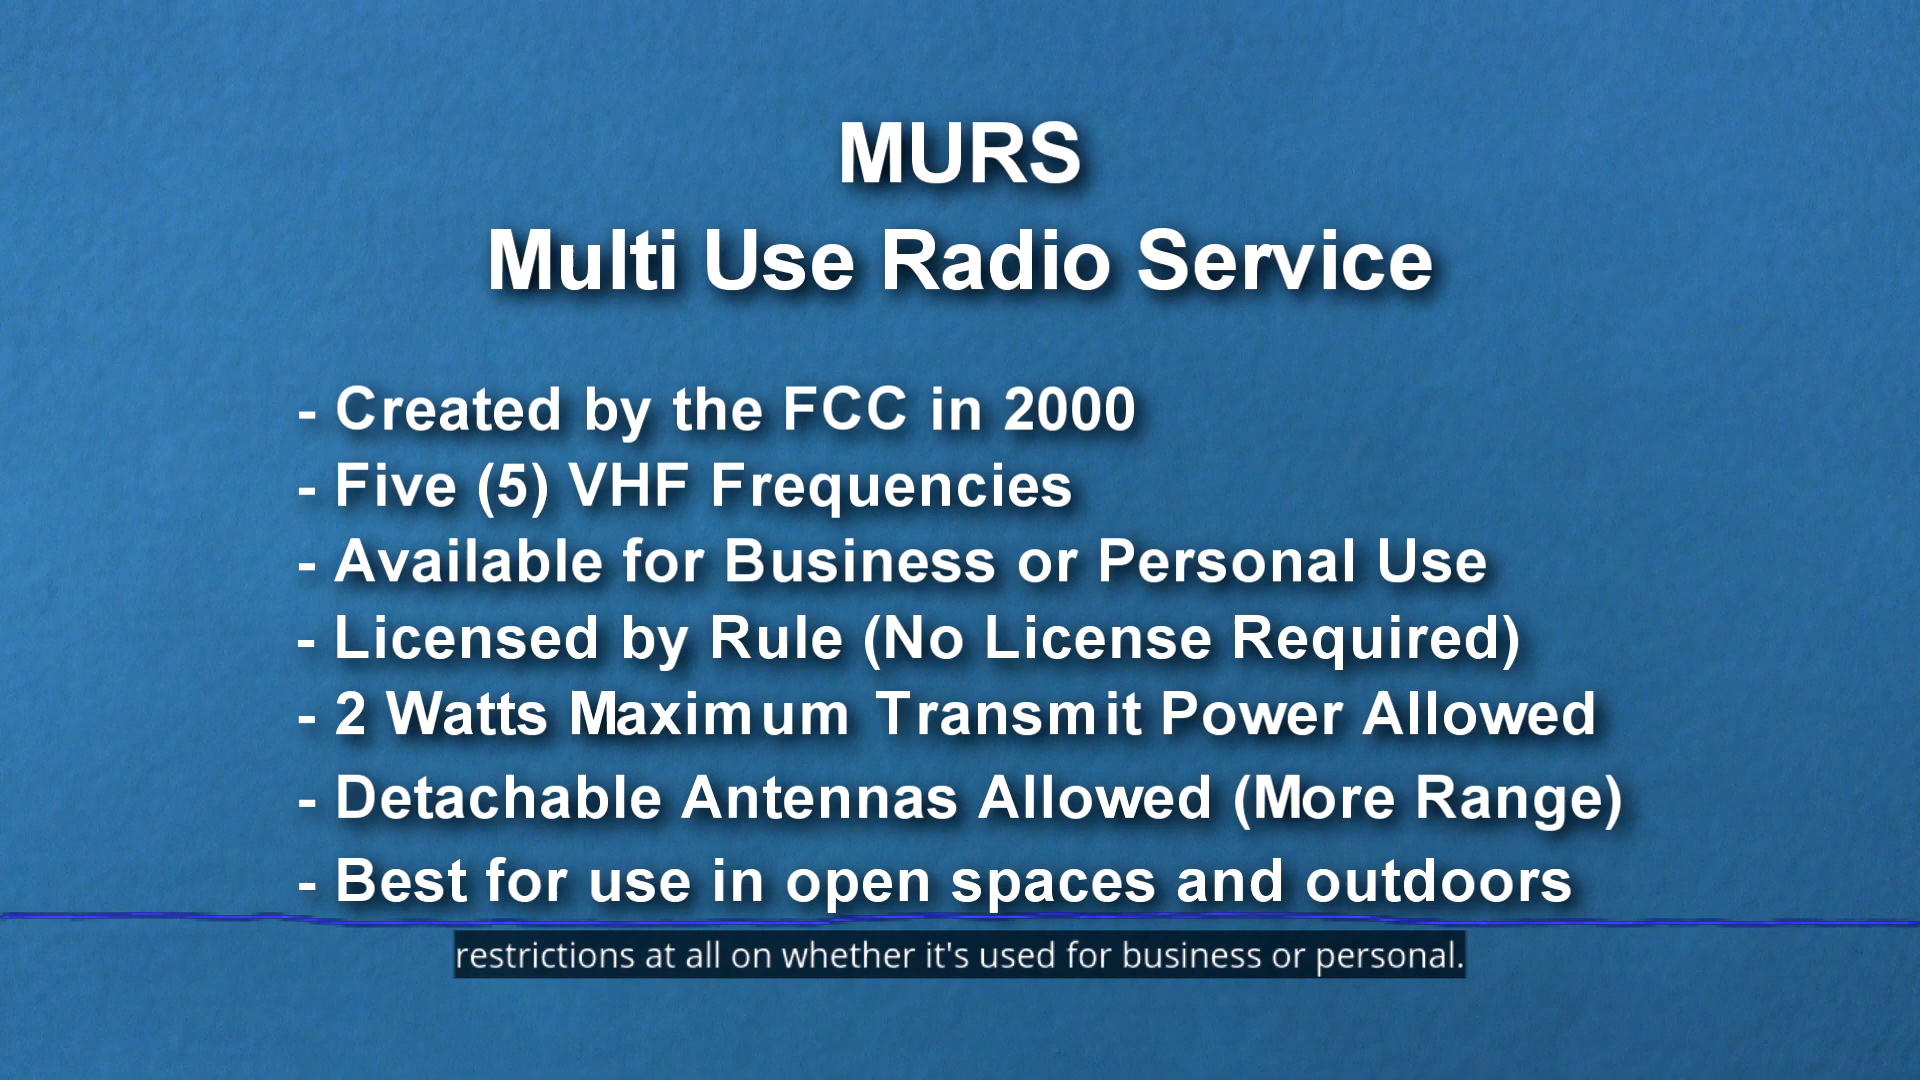 MURS
Multi Use Radio Service
- Created by the FCC in 2000
- Five (5) VHF Frequencies
- Available for Business or Personal Use
- Licensed by Rule (No License Required)
- 2 Watts Maximum Transmit Power Allowed
- Detachable Antennas Allowed (More Range)
- Best for use in open spaces and outdoors
restrictions at all on whether it's used for business or personal.